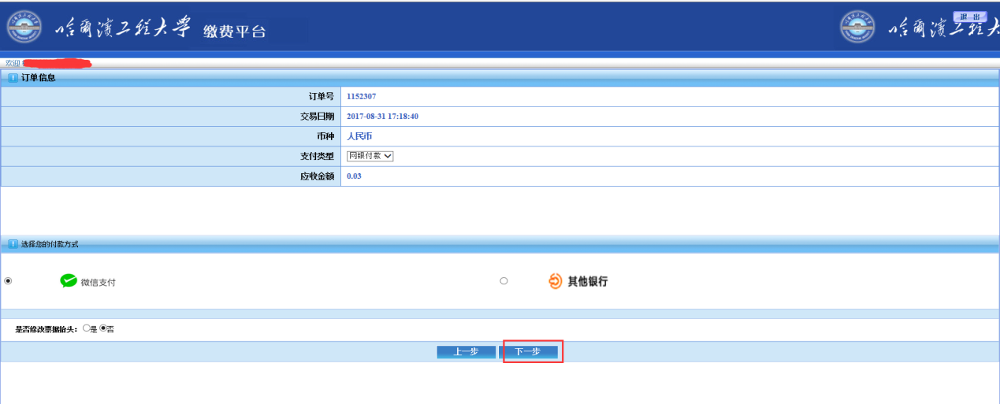 哈尔滨工程大学 缴费平台
哈尔滨工程大
退 出
欢迎
订单信息
订单号 1152307
交易日期 2017-08-31 17:18:40
币种 人民币
支付类型 网银付款
应收金额 0.03
选择您的付款方式
微信支付 其他银行
是否修改票据抬头: 是 否
上一步 下一步